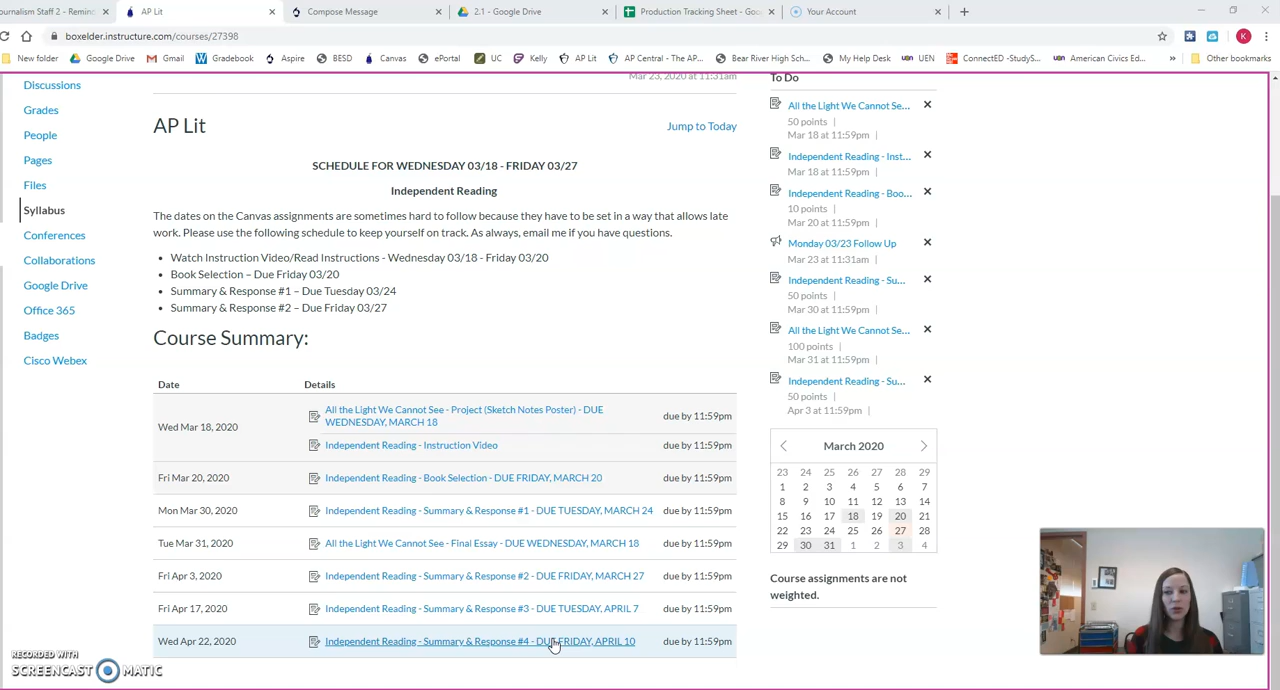 ournalism Staff 2 - Remin
AP Lit
Compose Message
2.1 - Google Drive
Production Tracking Sheet - Goo
Your Account
boxelder.instructure.com/courses/27398
K
New folder
Google Drive
Gmail
Gradebook
Aspire
BESD
Canvas
ePortal
UC
Kelly
AP Lit
AP Central - The AP...
Bear River High Sch...
My Help Desk
UEN
ConnectED -StudyS...
American Civics Ed...
»
Other bookmarks
Discussions
Grades
People
Pages
Files
Syllabus
Conferences
Collaborations
Google Drive
Office 365
Badges
Cisco Webex
Mar 23, 2020 at 11:31am
AP Lit
Jump to Today
SCHEDULE FOR WEDNESDAY 03/18 - FRIDAY 03/27
Independent Reading
The dates on the Canvas assignments are sometimes hard to follow because they have to be set in a way that allows late
work. Please use the following schedule to keep yourself on track. As always, email me if you have questions.
• Watch Instruction Video/Read Instructions - Wednesday 03/18 - Friday 03/20
• Book Selection – Due Friday 03/20
• Summary & Response #1 – Due Tuesday 03/24
• Summary & Response #2 – Due Friday 03/27
Course Summary:
Date Details
Wed Mar 18, 2020
All the Light We Cannot See - Project (Sketch Notes Poster) - DUE
WEDNESDAY, MARCH 18
due by 11:59pm
Independent Reading - Instruction Video due by 11:59pm
Fri Mar 20, 2020 Independent Reading - Book Selection - DUE FRIDAY, MARCH 20 due by 11:59pm
Mon Mar 30, 2020 Independent Reading - Summary & Response #1 - DUE TUESDAY, MARCH 24 due by 11:59pm
Tue Mar 31, 2020 All the Light We Cannot See - Final Essay - DUE WEDNESDAY, MARCH 18 due by 11:59pm
Fri Apr 3, 2020 Independent Reading - Summary & Response #2 - DUE FRIDAY, MARCH 27 due by 11:59pm
Fri Apr 17, 2020 Independent Reading - Summary & Response #3 - DUE TUESDAY, APRIL 7 due by 11:59pm
Wed Apr 22, 2020 Independent Reading - Summary & Response #4 - DUE FRIDAY, APRIL 10 due by 11:59pm
To Do
All the Light We Cannot Se...
50 points |
Mar 18 at 11:59pm |
Independent Reading - Inst...
Mar 18 at 11:59pm |
Independent Reading - Boo...
10 points |
Mar 20 at 11:59pm |
Monday 03/23 Follow Up
Mar 23 at 11:31am |
Independent Reading - Su...
50 points |
Mar 30 at 11:59pm |
All the Light We Cannot Se...
100 points |
Mar 31 at 11:59pm |
Independent Reading - Su...
50 points |
Apr 3 at 11:59pm |
March 2020
23 24 25 26 27 28 29
1 2 3 4 5 6 7
8 9 10 11 12 13 14
15 16 17 18 19 20 21
22 23 24 25 26 27 28
29 30 31 1 2 3 4
Course assignments are not
weighted.
RECORDED WITH
SCREENCAST MATIC